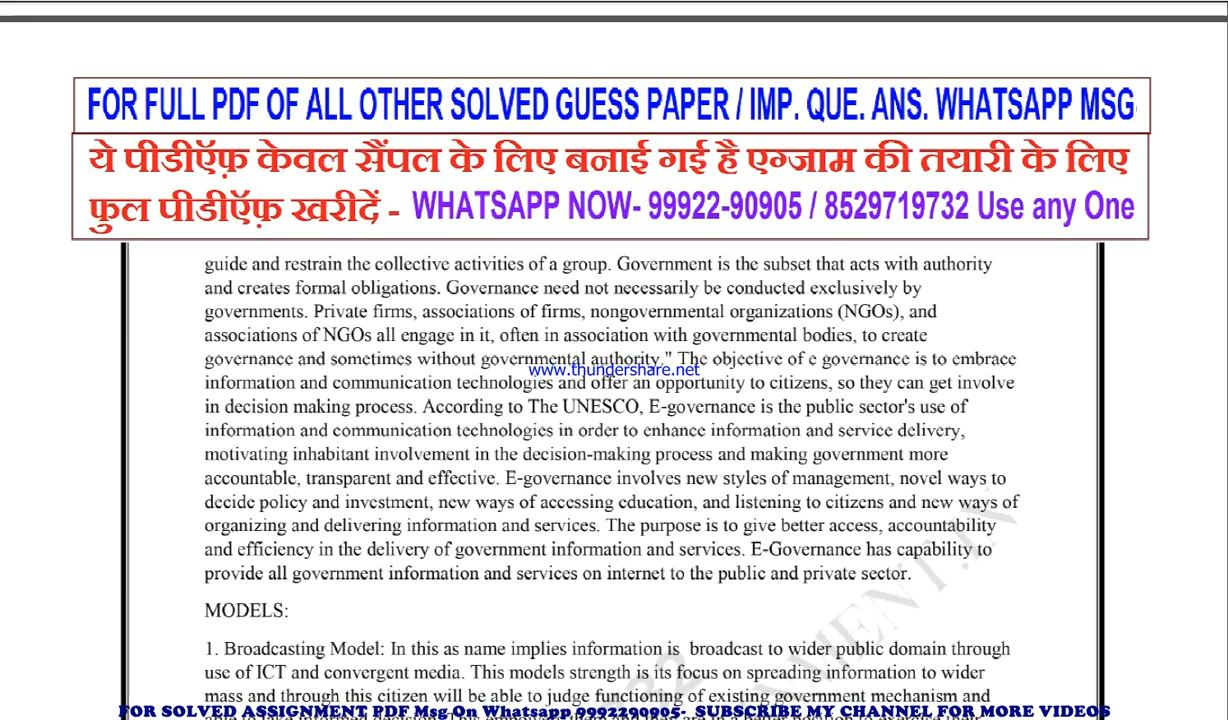 FOR FULL PDF OF ALL OTHER SOLVED GUESS PAPER / IMP. QUE. ANS. WHATSAPP MSG
ये पीडीऍफ़ केवल सैंपल के लिए बनाई गई है एग्जाम की तयारी के लिए
फुल पीडीऍफ़ खरीदें - WHATSAPP NOW- 99922-90905 / 8529719732 Use any One
guide and restrain the collective activities of a group. Government is the subset that acts with authority
and creates formal obligations. Governance need not necessarily be conducted exclusively by
governments. Private firms, associations of firms, nongovernmental organizations (NGOs), and
associations of NGOs all engage in it, often in association with governmental bodies, to create
governance and sometimes without governmental authority." The objective of e governance is to embrace
www.thundershare.net
information and communication technologies and offer an opportunity to citizens, so they can get involve
in decision making process. According to The UNESCO, E-governance is the public sector's use of
information and communication technologies in order to enhance information and service delivery,
motivating inhabitant involvement in the decision-making process and making government more
accountable, transparent and effective. E-governance involves new styles of management, novel ways to
decide policy and investment, new ways of accessing education, and listening to citizens and new ways of
organizing and delivering information and services. The purpose is to give better access, accountability
and efficiency in the delivery of government information and services. E-Governance has capability to
provide all government information and services on internet to the public and private sector.
MODELS:
1. Broadcasting Model: In this as name implies information is broadcast to wider public domain through
use of ICT and convergent media. This models strength is its focus on spreading information to wider
mass and through this citizen will be able to judge functioning of existing government mechanism and
FOR SOLVED ASSIGNMENT PDF Msg On Whatsapp 9992290905- SUBSCRIBE MY CHANNEL FOR MORE VIDEOS